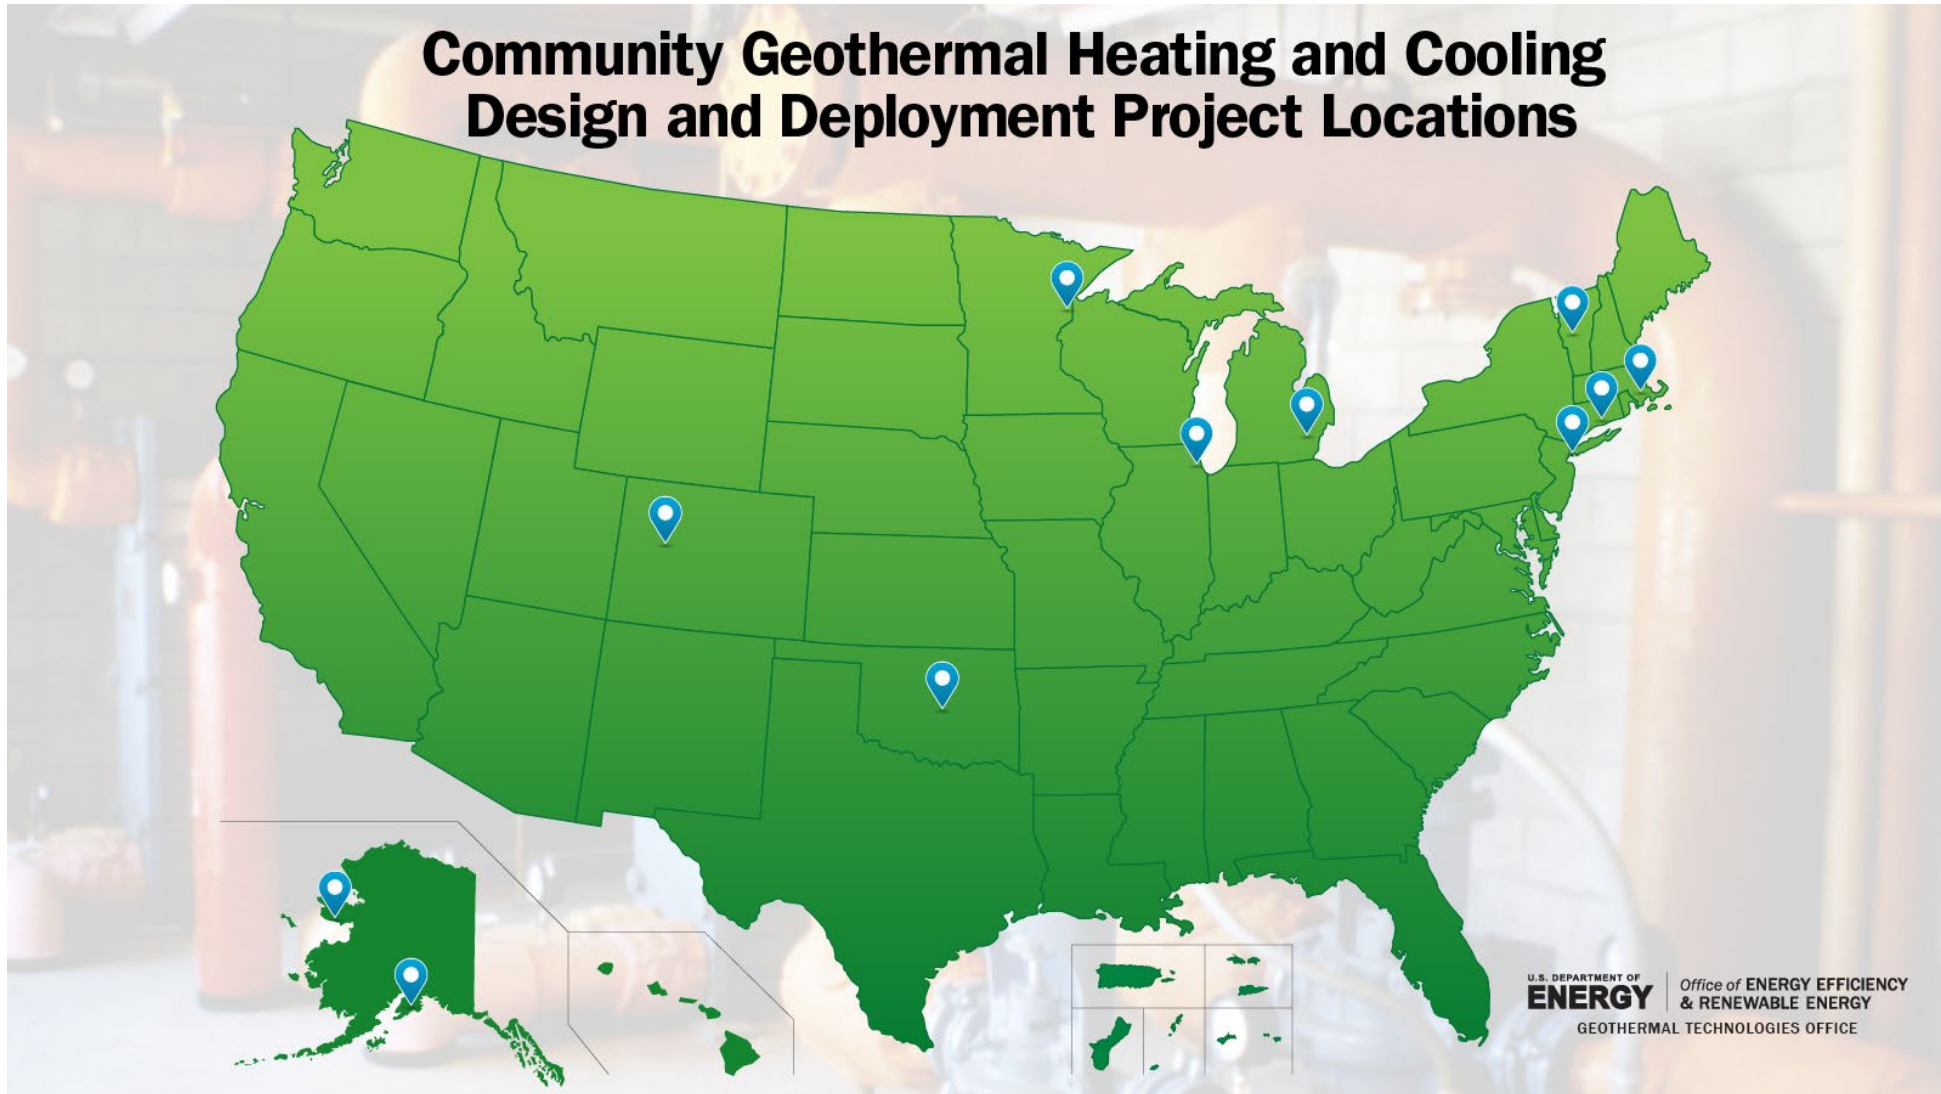 Community Geothermal Heating and Cooling
Design and Deployment Project Locations
U.S. DEPARTMENT OF
ENERGY
Office of ENERGY EFFICIENCY
& RENEWABLE ENERGY
GEOTHERMAL TECHNOLOGIES OFFICE